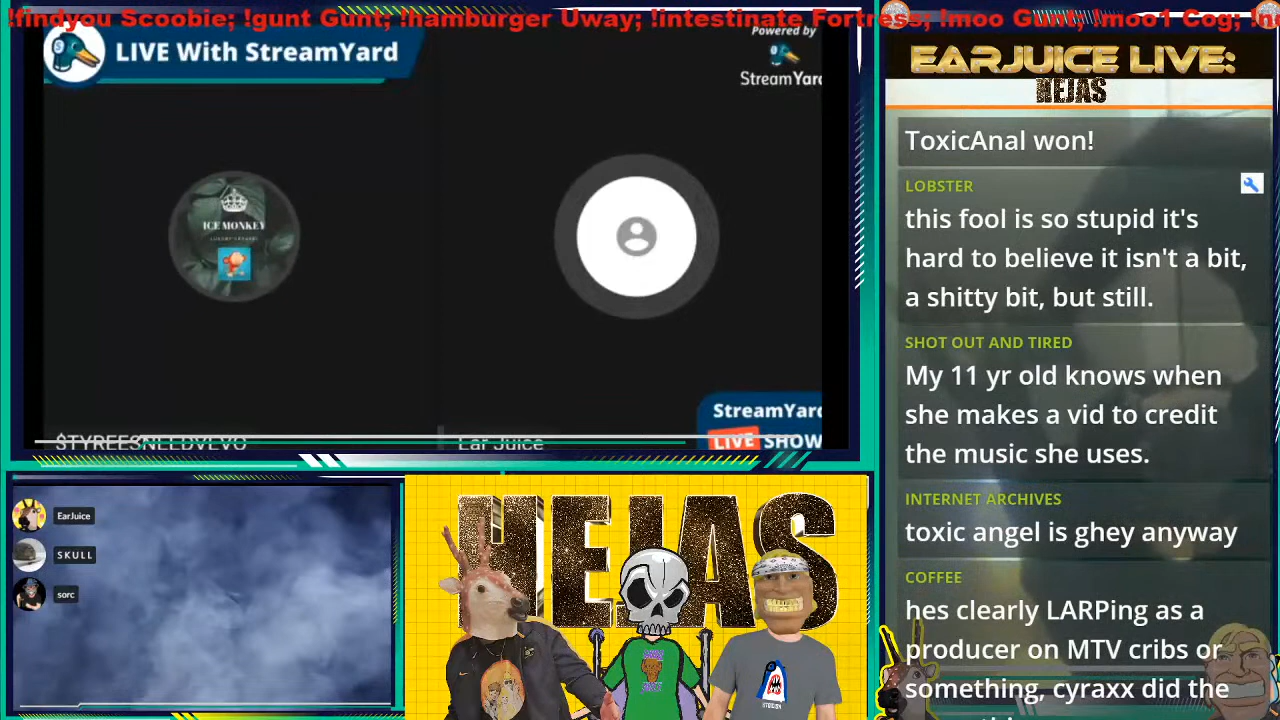 !findyou Scoobie; !gunt Gunt; !hamburger Uway; !intestinate Fortress; !moo Gunt; !moo1 Cog;
LIVE With StreamYard
Powered by
StreamYard
ICE MONKEY
$TYREESNEEDVEVO
Ear Juice
StreamYard
LIVE SHOW
EarJuice
SKULL
sorc
HEJAS
EARJUICE LIVE:
HEJAS
ToxicAnal won!
LOBSTER
this fool is so stupid it's
hard to believe it isn't a bit,
a shitty bit, but still.
SHOT OUT AND TIRED
My 11 yr old knows when
she makes a vid to credit
the music she uses.
INTERNET ARCHIVES
toxic angel is ghey anyway
COFFEE
hes clearly LARPing as a
producer on MTV cribs or
something, cyraxx did the